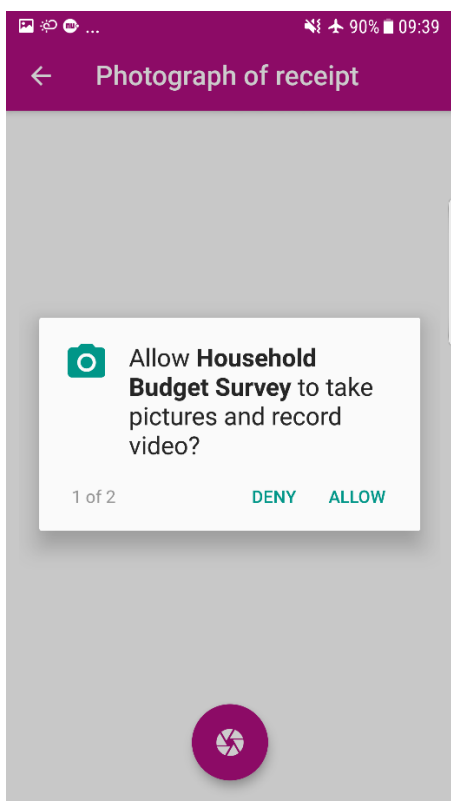 ... 90% 09:39
Photograph of receipt
Allow Household
Budget Survey to take
pictures and record
video?
1 of 2 DENY ALLOW